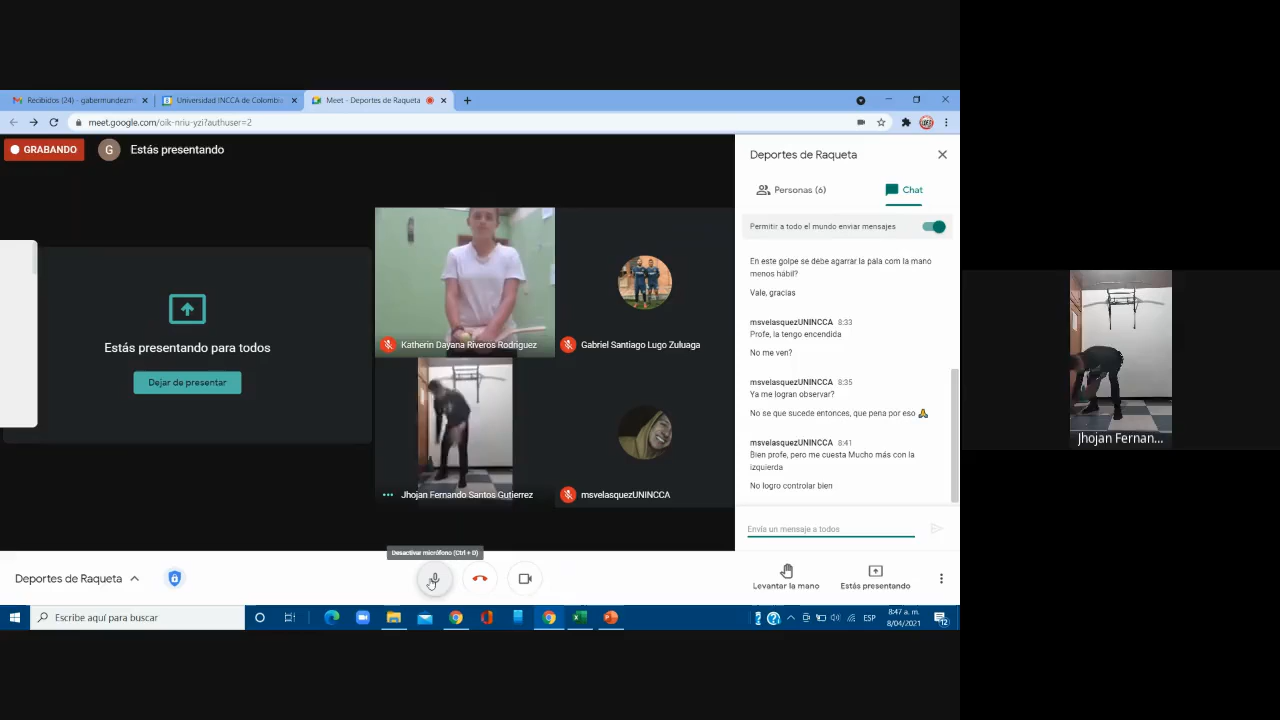 Recibidos (24) - gabermundezm
Universidad INCCA de Colombia
Meet - Deportes de Raqueta
meet.google.com/oik-nriu-yzi?authuser=2
GRABANDO
G
Estás presentando
Deportes de Raqueta
Personas (6)
Chat
Permitir a todo el mundo enviar mensajes
En este golpe se debe agarrar la pala com la mano
menos hábil?
Vale, gracias
msvelasquezUNINCCA 8:33
Profe, la tengo encendida
No me ven?
msvelasquezUNINCCA 8:35
Ya me logran observar?
No se que sucede entonces, que pena por eso 🙏
msvelasquezUNINCCA 8:41
Bien profe, pero me cuesta Mucho más con la
izquierda
No logro controlar bien
Envía un mensaje a todos
Estás presentando para todos
Dejar de presentar
Katherin Dayana Riveros Rodriguez
Gabriel Santiago Lugo Zuluaga
Jhojan Fernando Santos Gutierrez
msvelasquezUNINCCA
Jhojan Fernan...
Desactivar micrófono (Ctrl + D)
Deportes de Raqueta
Levantar la mano
Estás presentando
Escribe aquí para buscar
ESP
8:47 a. m.
8/04/2021
12